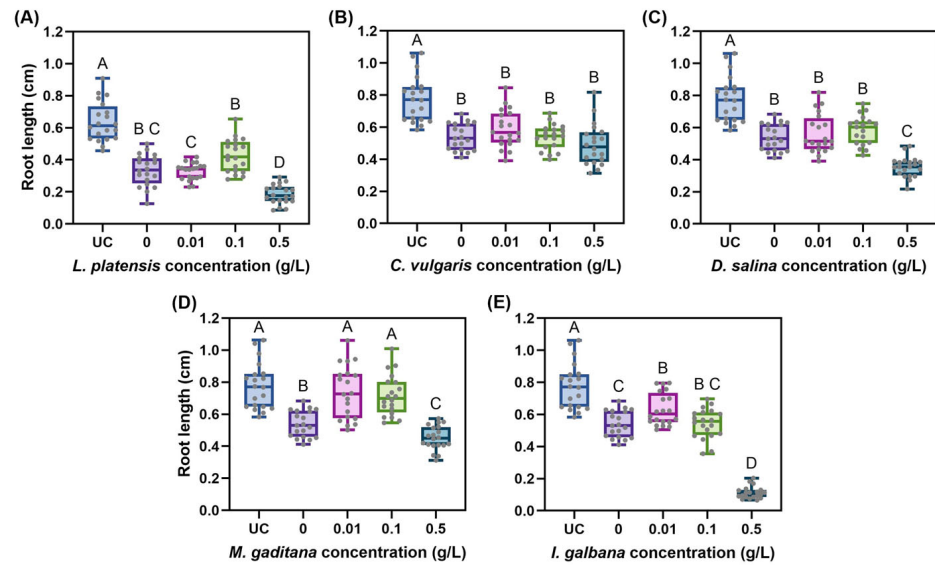 (A)
Root length (cm)
1.2
1.0
0.8
0.6
0.4
0.2
0.0
A
B C
C
B
D
UC 0 0.01 0.1 0.5
L. platensis concentration (g/L)
(B)
1.2
1.0
0.8
0.6
0.4
0.2
0.0
A
B
B
B
B
UC 0 0.01 0.1 0.5
C. vulgaris concentration (g/L)
(C)
1.2
1.0
0.8
0.6
0.4
0.2
0.0
A
B
B
B
C
UC 0 0.01 0.1 0.5
D. salina concentration (g/L)
(D)
Root length (cm)
1.2
1.0
0.8
0.6
0.4
0.2
0.0
A
B
A
A
C
UC 0 0.01 0.1 0.5
M. gaditana concentration (g/L)
(E)
1.2
1.0
0.8
0.6
0.4
0.2
0.0
A
C
B
B C
D
UC 0 0.01 0.1 0.5
I. galbana concentration (g/L)